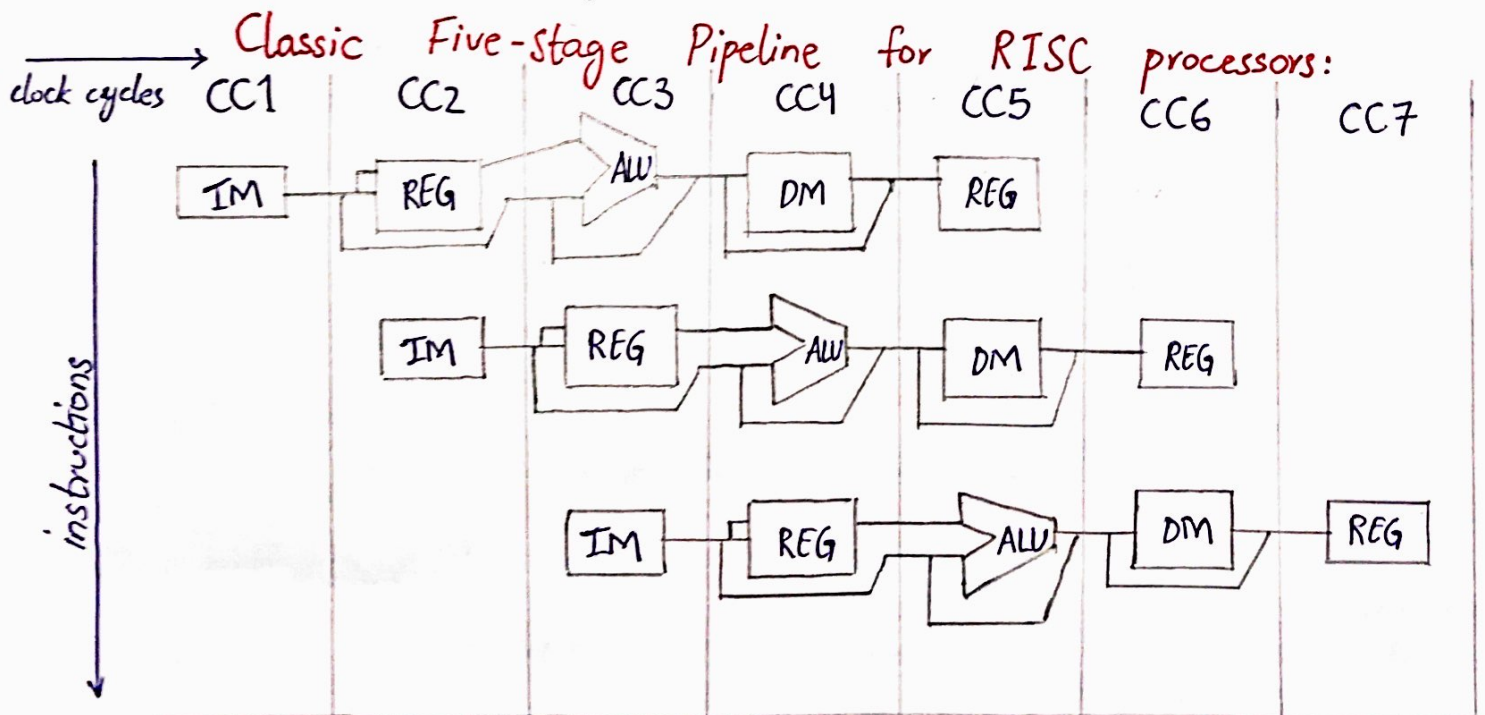 Classic Five-Stage Pipeline for RISC processors:
clock cycles CC1 CC2 CC3 CC4 CC5 CC6 CC7
IM REG ALU DM REG
IM REG ALU DM REG
IM REG ALU DM REG
instructions